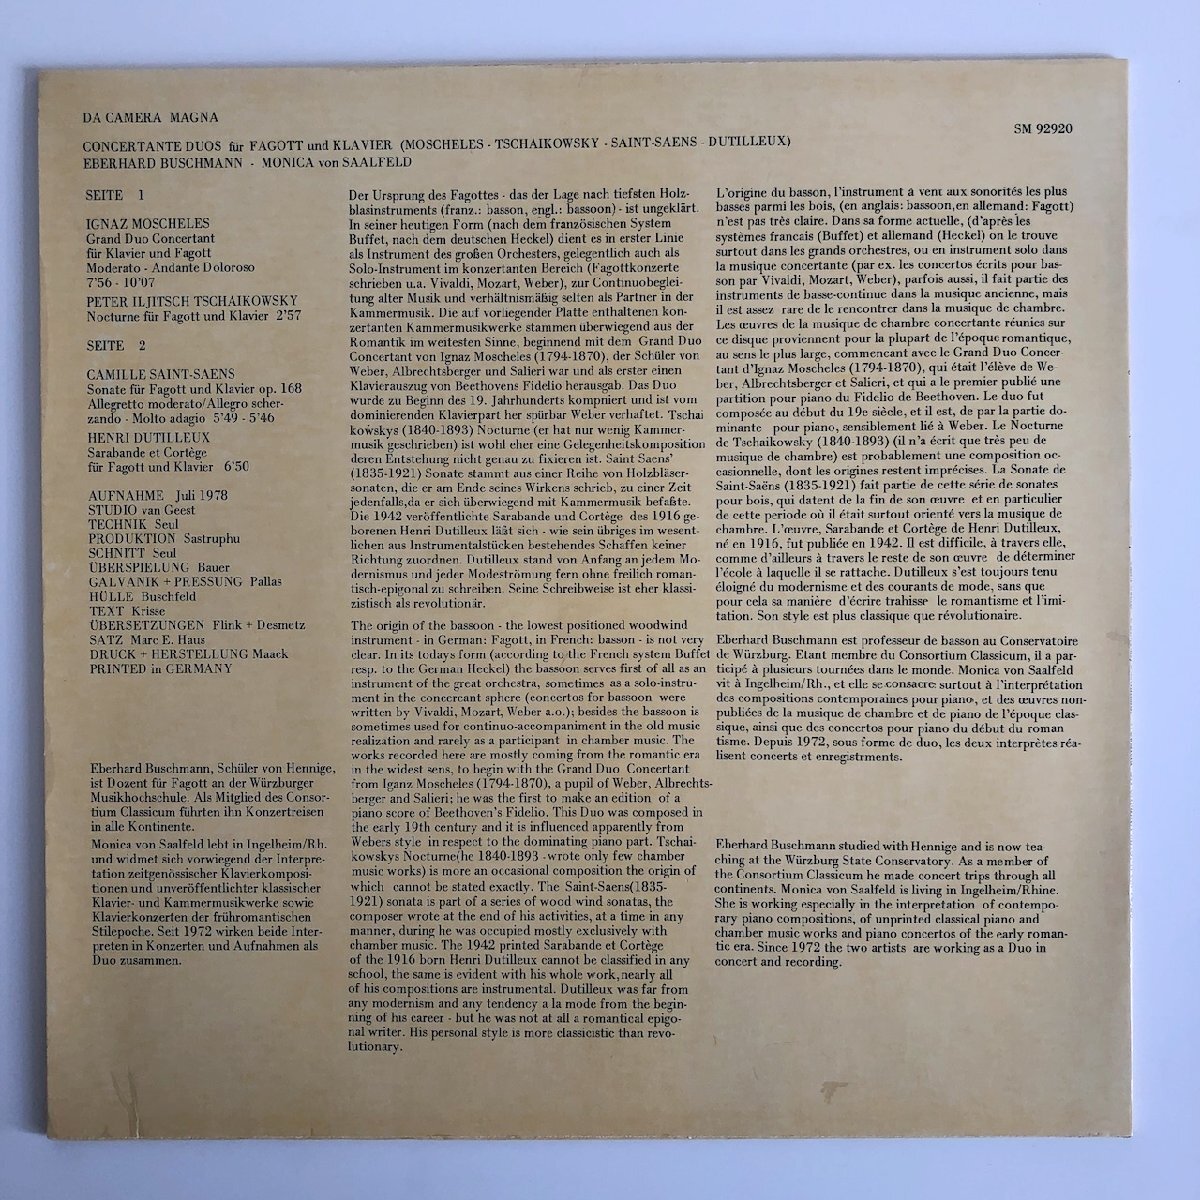 DA CAMERA MAGNA
SM 92920
CONCERTANTE DUOS für FAGOTT und KLAVIER (MOSCHELES - TSCHAIKOWSKY - SAINT-SAENS - DUTILLEUX)
EBERHARD BUSCHMANN - MONICA von SAALFELD
SEITE 1
IGNAZ MOSCHELES
Grand Duo Concertant
für Klavier und Fagott
Moderato - Andante Doloroso
7'56 - 10'07
PETER ILJITSCH TSCHAIKOWSKY
Nocturne für Fagott und Klavier 2'57
SEITE 2
CAMILLE SAINT-SAENS
Sonate für Fagott und Klavier op. 168
Allegretto moderato/Allegro scher-
zando - Molto adagio 5'49 - 5'46
HENRI DUTILLEUX
Sarabande et Cortège
für Fagott und Klavier 6'50
AUFNAHME Juli 1978
STUDIO van Geest
TECHNIK Seul
PRODUKTION Sastruphu
SCHNITT Seul
ÜBERSPIELUNG Bauer
GALVANIK + PRESSUNG Pallas
HÜLLE Buschfeld
TEXT Krisse
ÜBERSETZUNGEN Flink + Desmetz
SATZ Marc E. Haus
DRUCK + HERSTELLUNG Maack
PRINTED in GERMANY
Eberhard Buschmann, Schüler von Hennige,
ist Dozent für Fagott an der Würzburger
Musikhochschule. Als Mitglied des Consor-
tium Classicum führten ihn Konzertreisen
in alle Kontinente.
Monica von Saalfeld lebt in Ingelheim/Rh.
und widmet sich vorwiegend der Interpre-
tation zeitgenössischer Klavierkomposi-
tionen und unveröffentlichter klassischer
Klavier- und Kammermusikwerke sowie
Klavierkonzerten der frühromantischen
Stilepoche. Seit 1972 wirken beide Inter-
preten in Konzerten und Aufnahmen als
Duo zusammen.
Der Ursprung des Fagottes - das der Lage nach tiefsten Holz-
blasinstruments (franz.: basson, engl.: bassoon) - ist ungeklärt.
In seiner heutigen Form (nach dem französischen System
Buffet, nach dem deutschen Heckel) dient es in erster Linie
als Instrument des großen Orchesters, gelegentlich auch als
Solo-Instrument im konzertanten Bereich (Fagottkonzerte
schrieben u.a. Vivaldi, Mozart, Weber), zur Continuobeglei-
tung alter Musik und verhältnismäßig selten als Partner in der
Kammermusik. Die auf vorliegender Platte enthaltenen kon-
zertanten Kammermusikwerke stammen überwiegend aus der
Romantik im weitesten Sinne, beginnend mit dem Grand Duo
Concertant von Ignaz Moscheles (1794-1870), der Schüler von
Weber, Albrechtsberger und Salieri war und als erster einen
Klavierauszug von Beethovens Fidelio herausgab. Das Duo
wurde zu Beginn des 19. Jahrhunderts kompniert und ist vom
dominierenden Klavierpart her spürbar Weber verhaftet. Tschai
kowskys (1840-1893) Nocturne (er hat nur wenig Kammer-
musik geschrieben) ist wohl eher eine Gelegenheitskomposition
deren Entstehung nicht genau zu fixieren ist. Saint Saens'
(1835-1921) Sonate stammt aus einer Reihe von Holzbläser-
sonaten, die er am Ende seines Wirkens schrieb, zu einer Zeit
jedenfalls,da er sich überwiegend mit Kammermusik befaßte.
Die 1942 veröffentlichte Sarabande und Cortège des 1916 ge-
borenen Henri Dutilleux läßt sich - wie sein übriges im wesent-
lichen aus Instrumentalstücken bestehendes Schaffen keiner
Richtung zuordnen. Dutilleux stand von Anfang an jedem Mo-
dernismus und jeder Modeströmung fern ohne freilich roman-
tisch-epigonal zu schreiben. Seine Schreibweise ist eher klassi-
zistisch als revolutionär.
The origin of the bassoon - the lowest positioned woodwind
instrument - in German: Fagott, in French: basson - is not very
clear. In its todays form (according to the French system Buffet
resp. to the German Heckel) the bassoon serves first of all as an
instrument of the great orchestra, sometimes as a solo-instru-
ment in the concercant sphere (concertos for bassoon were
written by Vivaldi, Mozart, Weber a.o.); besides the bassoon is
sometimes used for continuo-accompaniment in the old music
realization and rarely as a participant in chamber music. The
works recorded here are mostly coming from the romantic era
in the widest sens, to begin with the Grand Duo Concertant
from Iganz Moscheles (1794-1870), a pupil of Weber, Albrechts-
berger and Salieri; he was the first to make an edition of a
piano score of Beethoven's Fidelio. This Duo was composed in
the early 19th century and it is influenced apparently from
Webers style in respect to the dominating piano part. Tschai-
kowskys Nocturne(he 1840-1893 -wrote only few chamber
music works) is more an occasional composition the origin of
which cannot be stated exactly. The Saint-Saens(1835-
1921) sonata is part of a series of wood wind sonatas, the
composer wrote at the end of his activities, at a time in any
manner, during he was occupied mostly exclusively with
chamber music. The 1942 printed Sarabande et Cortège
of the 1916 born Henri Dutilleux cannot be classified in any
school, the same is evident with his whole work,nearly all
of his compositions are instrumental. Dutilleux was far from
any modernism and any tendency a la mode from the begin-
ning of his career - but he was not at all a romantical epigo-
nal writer. His personal style is more classicistic than revo-
lutionary.
L'origine du basson, l'instrument à vent aux sonorités les plus
basses parmi les bois, (en anglais: bassoon,en allemand: Fagott)
n'est pas très claire. Dans sa forme actuelle, (d'après les
systèmes francais (Buffet) et allemand (Heckel) on le trouve
surtout dans les grands orchestres, ou en instrument solo dans
la musique concertante (par ex. les concertos écrits pour bas-
son par Vivaldi, Mozart, Weber), parfois aussi, il fait partie des
instruments de basse-continue dans la musique ancienne, mais
il est assez rare de le rencontrer dans la musique de chambre.
Les œuvres de la musique de chambre concertante réunies sur
ce disque proviennent pour la plupart de l'époque romantique,
au sens le plus large, commencant avec le Grand Duo Concer-
tant d'Ignaz Moscheles (1794-1870), qui était l'élève de We-
ber, Albrechtsberger et Salieri, et qui a le premier publié une
partition pour piano du Fidelio de Beethoven. Le duo fut
composée au début du 19e siècle, et il est, de par la partie do-
minante pour piano, sensiblement lié à Weber. Le Nocturne
de Tschaikowsky (1840-1893) (il n'a écrit que très peu de
musique de chambre) est probablement une composition oc-
casionnelle, dont les origines restent imprécises. La Sonate de
Saint-Saëns (1835-1921) fait partie de cette série de sonates
pour bois, qui datent de la fin de son œuvre et en particulier
de cette periode où il était surtout orienté vers la musique de
chambre. L'œuvre, Sarabande et Cortège de Henri Dutilleux,
né en 1916, fut publiée en 1942. Il est difficile, à travers elle,
comme d'ailleurs à travers le reste de son œuvre de déterminer
l'école à laquelle il se rattache. Dutilleux s'est toujours tenu
éloigné du modernisme et des courants de mode, sans que
pour cela sa manière d'écrire trahisse le romantisme et l'imi-
tation. Son style est plus classique que révolutionaire.
Eberhard Buschmann est professeur de basson au Conservatoire
de Würzburg. Etant membre du Consortium Classicum, il a par-
ticipé à plusieurs tournées dans le monde. Monica von Saalfeld
vit à Ingelheim/Rh., et elle se consacre surtout à l'interprétation
des compositions contemporaines pour piano, et des œuvres non-
publiées de la musique de chambre et de piano de l'époque clas-
sique, ainsi que des concertos pour piano du début du roman
tisme. Depuis 1972, sous forme de duo, les deux interprètes réa-
lisent concerts et enregistrments.
Eberhard Buschmann studied with Hennige and is now tea
ching at the Würzburg State Conservatory. As a member of
the Consortium Classicum he made concert trips through all
continents. Monica von Saalfeld is living in Ingelheim/Rhine.
She is working especially in the interpretation of contempo-
rary piano compositions, of unprinted classical piano and
chamber music works and piano concertos of the early roman-
tic era. Since 1972 the two artists are working as a Duo in
concert and recording.